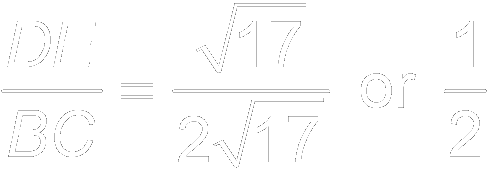 DE/BC = √17/2√17 or 1/2